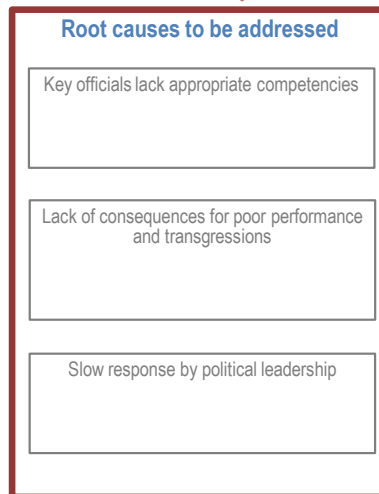 Root causes to be addressed
Key officials lack appropriate competencies
Lack of consequences for poor performance
and transgressions
Slow response by political leadership